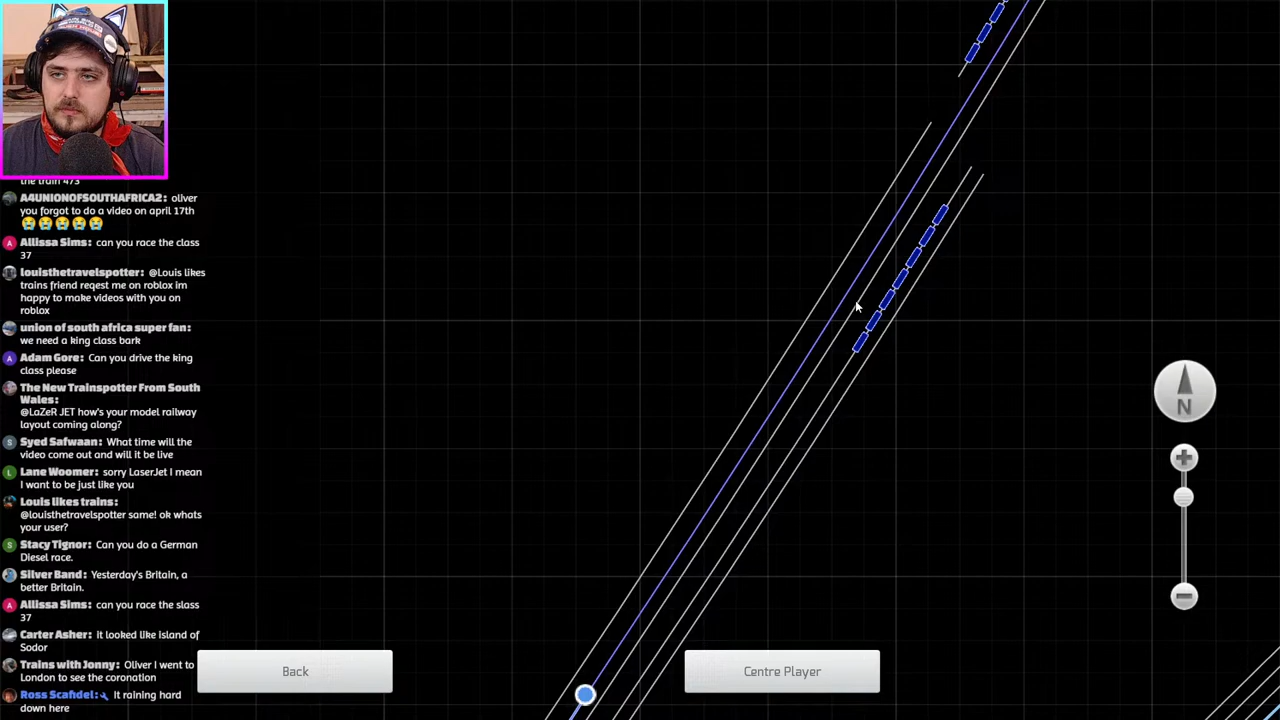 the train 473
A4UNIONOFSOUTHAFRICA2: oliver
you forgot to do a video on april 17th
😭😭😭😭😭
A
Allissa Sims: can you race the class
37
louisthetravelspotter: @Louis likes
trains friend reqest me on roblox im
happy to make videos with you on
roblox
union of south africa super fan:
we need a king class bark
A
Adam Gore: Can you drive the king
class please
The New Trainspotter From South
Wales:
@LaZeR JET how's your model railway
layout coming along?
S
Syed Safwaan: What time will the
video come out and will it be live
L
Lane Woomer: sorry LaserJet I mean
I want to be just like you
Louis likes trains:
@louisthetravelspotter same! ok whats
your user?
S
Stacy Tignor: Can you do a German
Diesel race.
Silver Band: Yesterday's Britain, a
better Britain.
A
Allissa Sims: can you race the slass
37
Carter Asher: It looked like Island of
Sodor
Trains with Jonny: Oliver I went to
London to see the coronation
Ross Scafidel: It raining hard
down here
Back
Centre Player
N